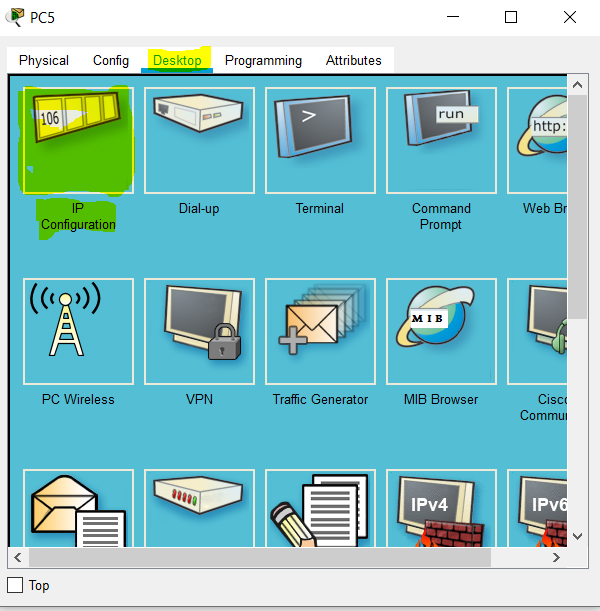 PC5
Physical Config Desktop Programming Attributes
106
>
run
http:
IP
Configuration
Dial-up
Terminal
Command
Prompt
Web Br
MIB
PC Wireless
VPN
Traffic Generator
MIB Browser
Cisco
Commun
IPv4
IPv6
Top